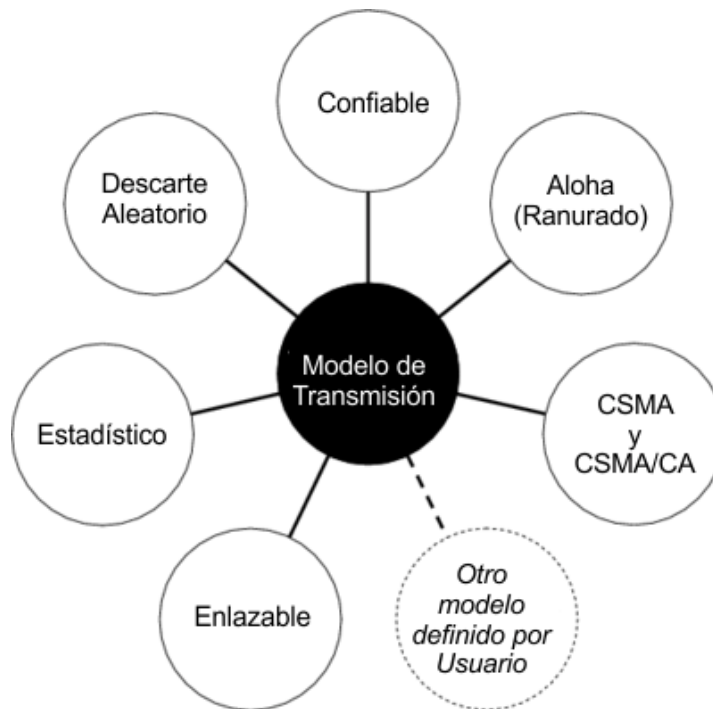 Confiable
Descarte
Aleatorio
Aloha
(Ranurado)
Modelo de
Transmisión
Estadístico
CSMA
y
CSMA/CA
Enlazable
Otro
modelo
definido por
Usuario